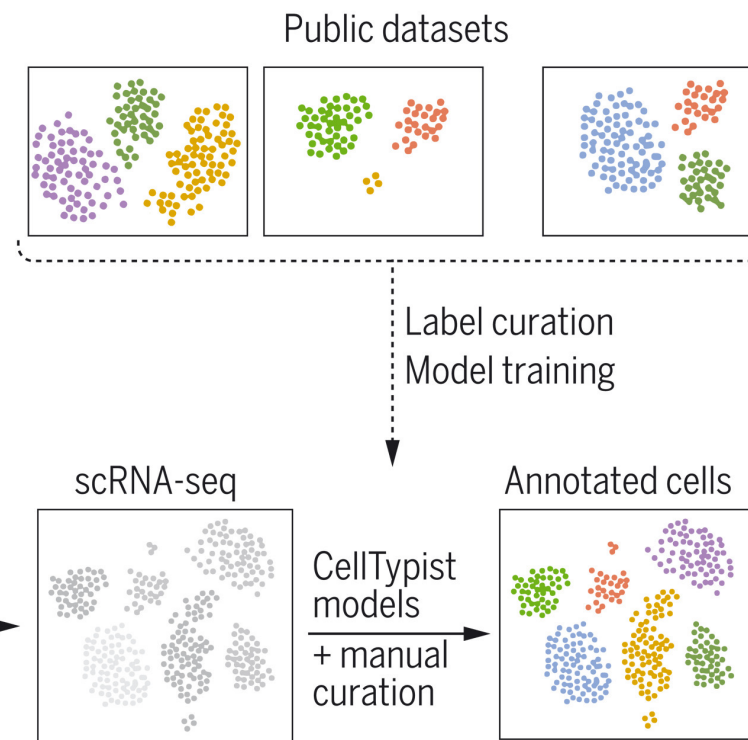 Public datasets
Label curation
Model training
scRNA-seq
Annotated cells
CellTypist
models
+ manual
curation